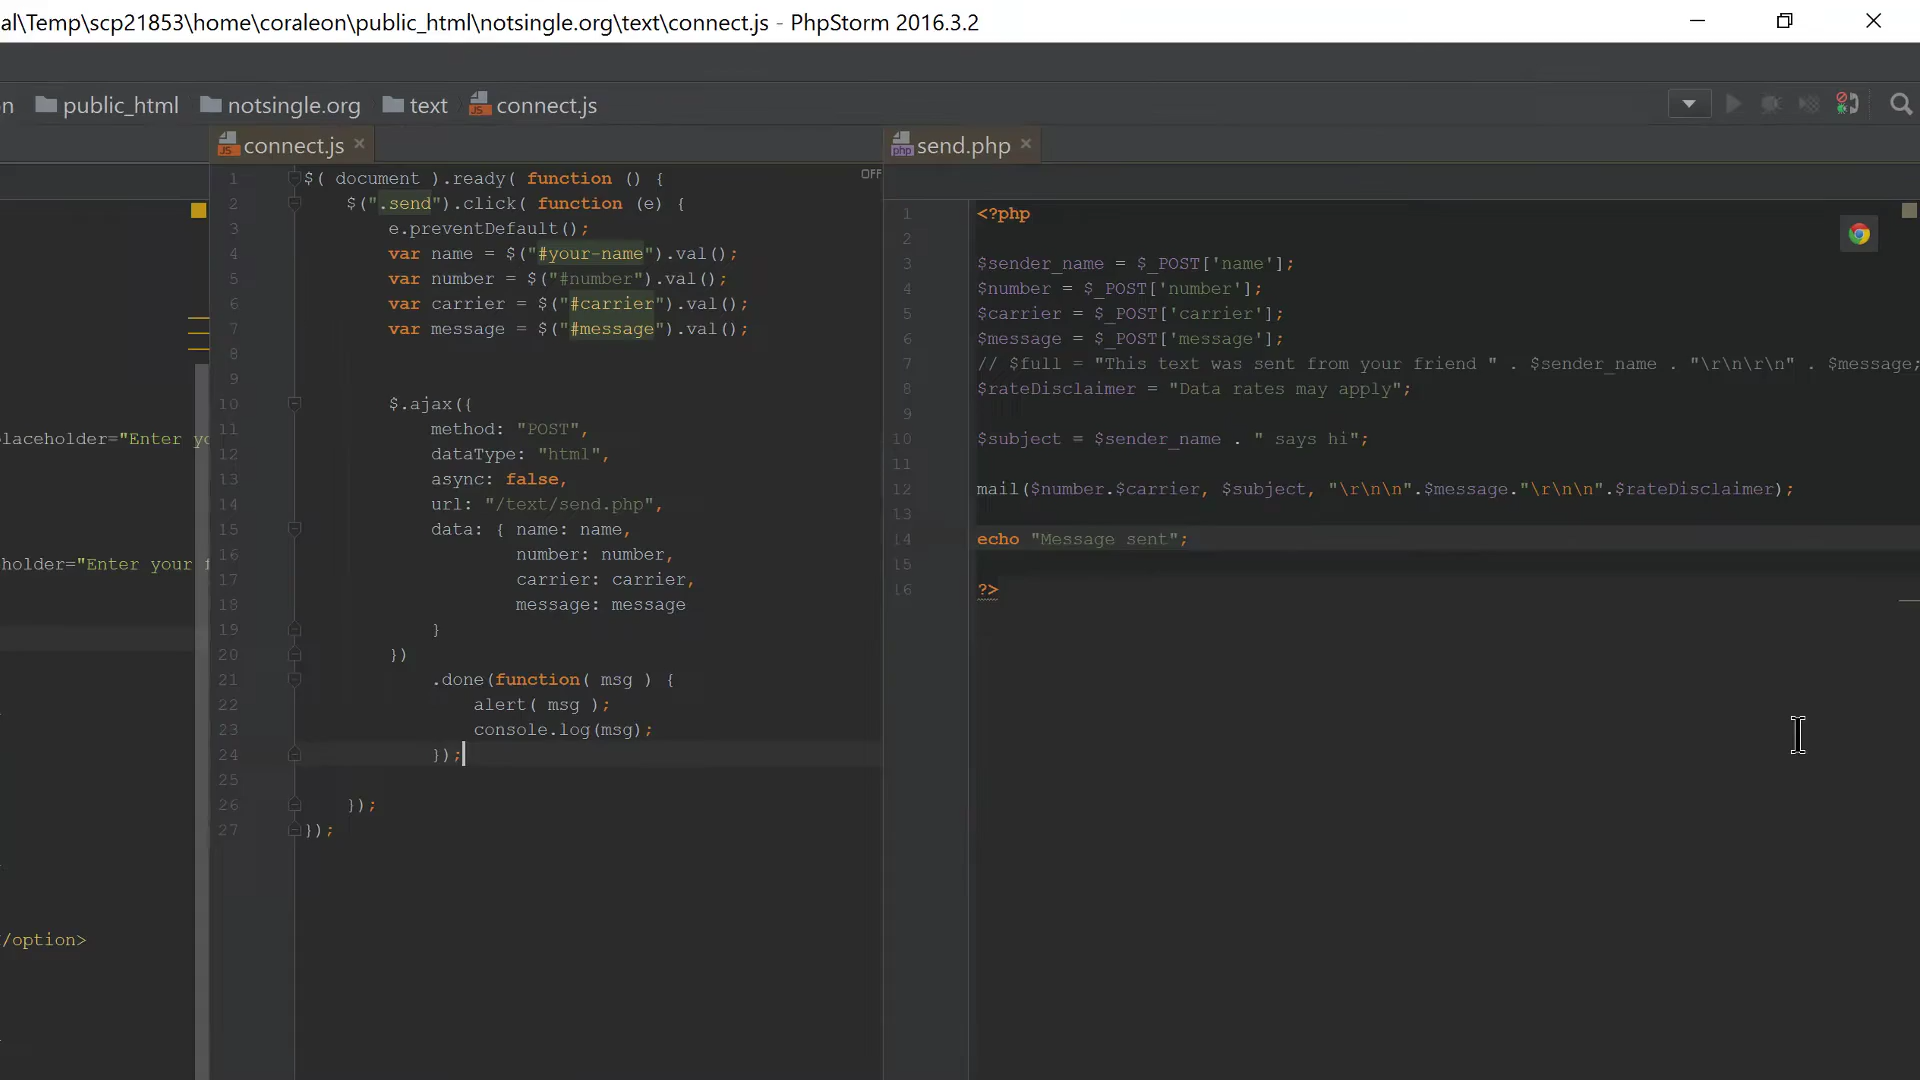 al\Temp\scp21853\home\coraleon\public_html\notsingle.org\text\connect.js - PhpStorm 2016.3.2
n public_html notsingle.org text connect.js
connect.js
send.php
laceholder="Enter yo
holder="Enter your f
/option>
OFF
1 $( document ).ready( function () {
2 $(".send").click( function (e) {
3 e.preventDefault();
4 var name = $("#your-name").val();
5 var number = $("#number").val();
6 var carrier = $("#carrier").val();
7 var message = $("#message").val();
8
9
10 $.ajax({
11 method: "POST",
12 dataType: "html",
13 async: false,
14 url: "/text/send.php",
15 data: { name: name,
16 number: number,
17 carrier: carrier,
18 message: message
19 }
20 })
21 .done(function( msg ) {
22 alert( msg );
23 console.log(msg);
24 });
25
26 });
27 });
1 <?php
2
3 $sender_name = $_POST['name'];
4 $number = $_POST['number'];
5 $carrier = $_POST['carrier'];
6 $message = $_POST['message'];
7 // $full = "This text was sent from your friend " . $sender_name . "\r\n\r\n" . $message;
8 $rateDisclaimer = "Data rates may apply";
9
10 $subject = $sender_name . " says hi";
11
12 mail($number.$carrier, $subject, "\r\n\n".$message."\r\n\n".$rateDisclaimer);
13
14 echo "Message sent";
15
16 ?>